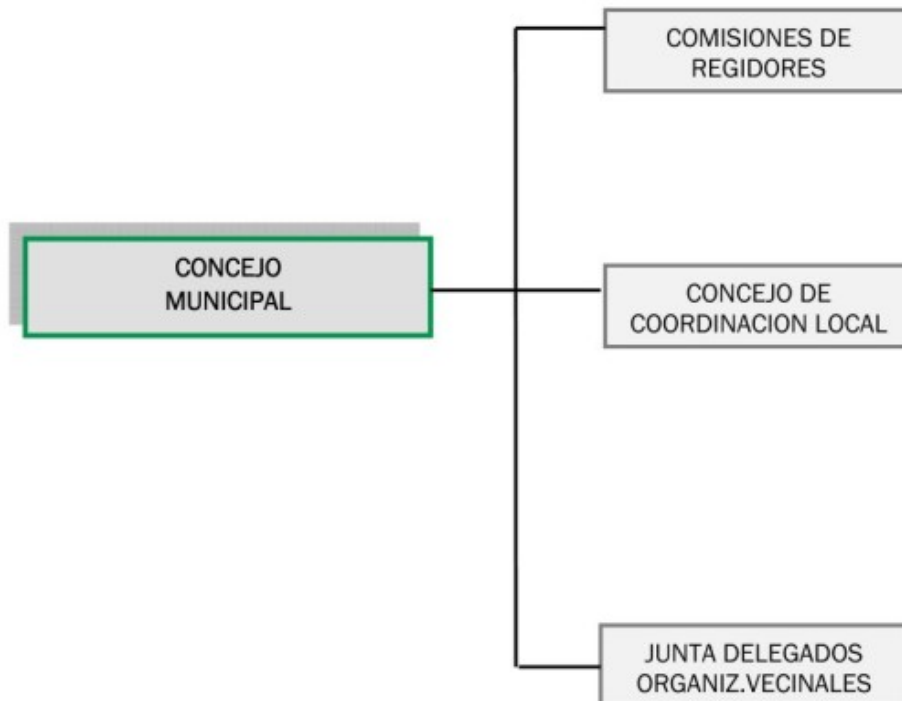 COMISIONES DE
REGIDORES
CONCEJO
MUNICIPAL
CONCEJO DE
COORDINACION LOCAL
JUNTA DELEGADOS
ORGANIZ.VECINALES